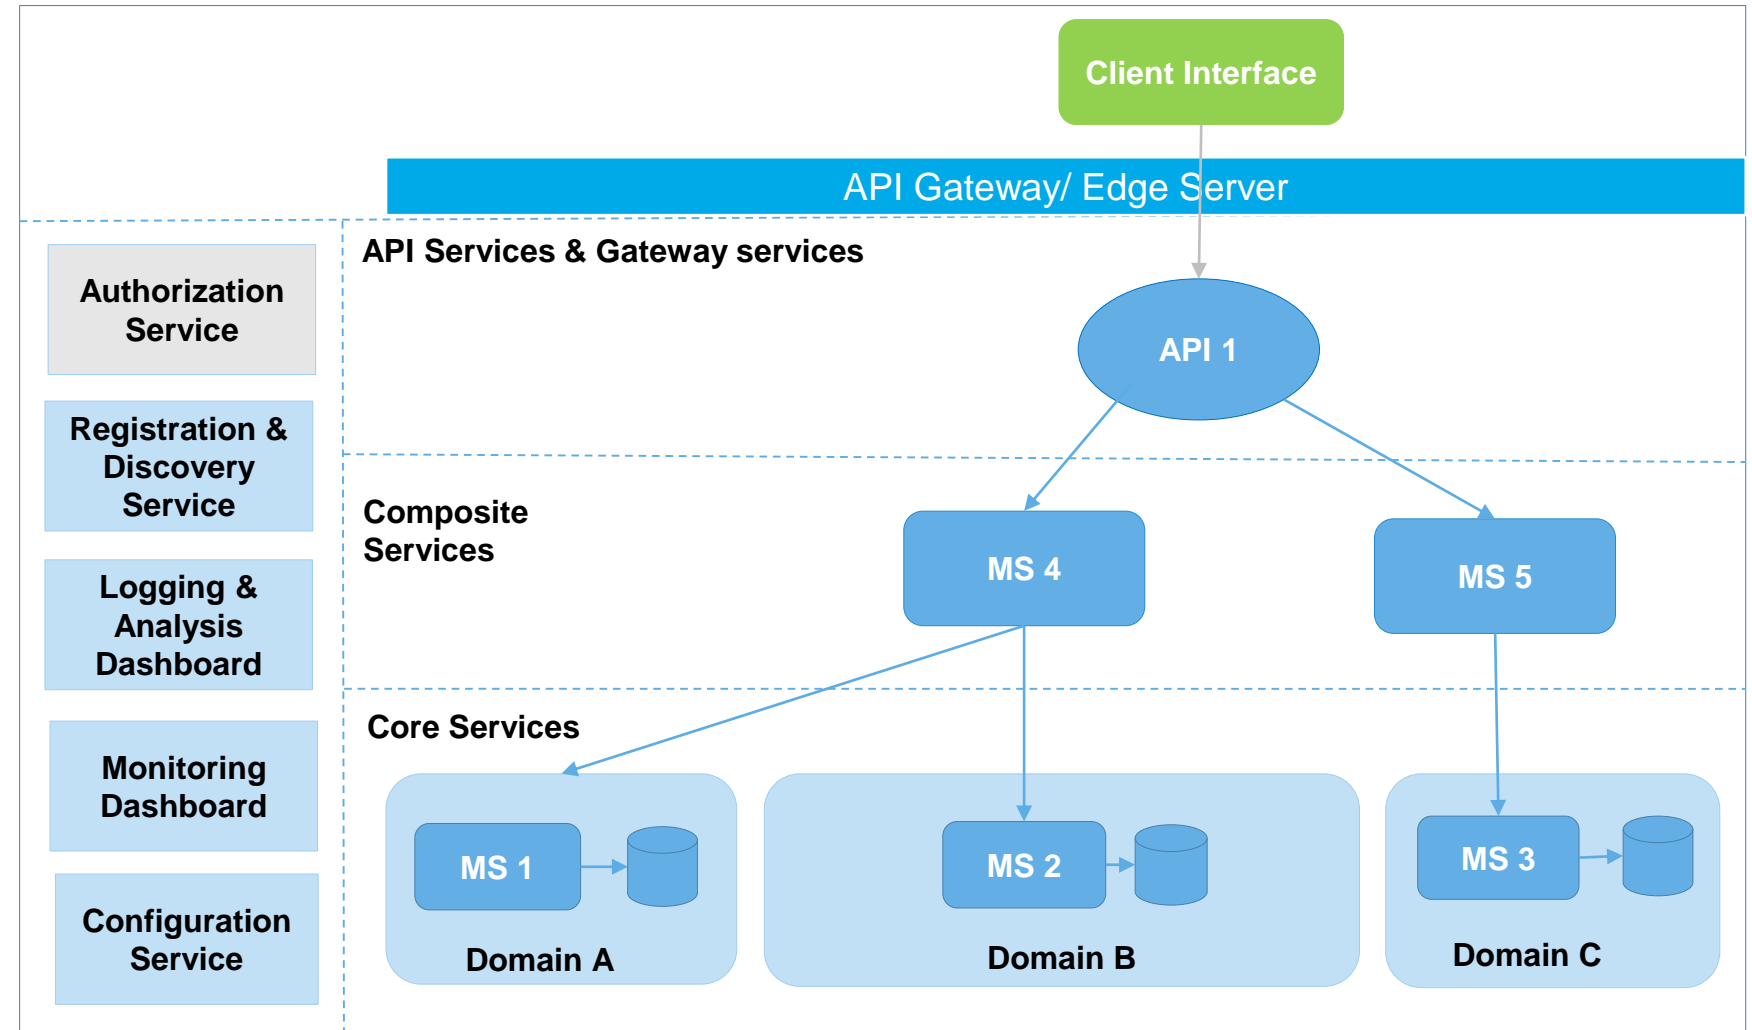 Client Interface
API Gateway/ Edge Server
API Services & Gateway services
Authorization
Service
API 1
Registration &
Discovery
Service
Composite
Services
MS 4
MS 5
Logging &
Analysis
Dashboard
Core Services
Monitoring
Dashboard
MS 1
MS 2
MS 3
Configuration
Service
Domain A
Domain B
Domain C